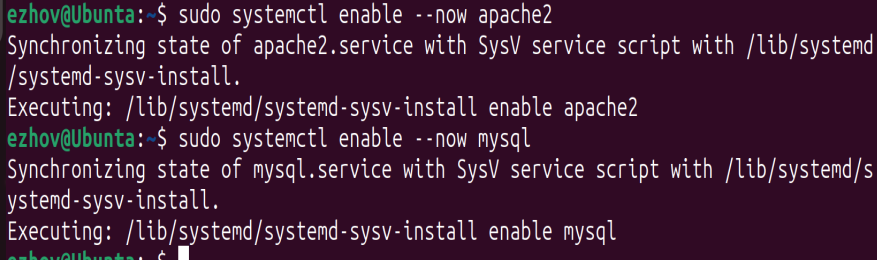 ezhov@Ubunta:~$ sudo systemctl enable --now apache2
Synchronizing state of apache2.service with SysV service script with /lib/systemd
/systemd-sysv-install.
Executing: /lib/systemd/systemd-sysv-install enable apache2
ezhov@Ubunta:~$ sudo systemctl enable --now mysql
Synchronizing state of mysql.service with SysV service script with /lib/systemd/s
ystemd-sysv-install.
Executing: /lib/systemd/systemd-sysv-install enable mysql
ezhov@Ubunta:~$